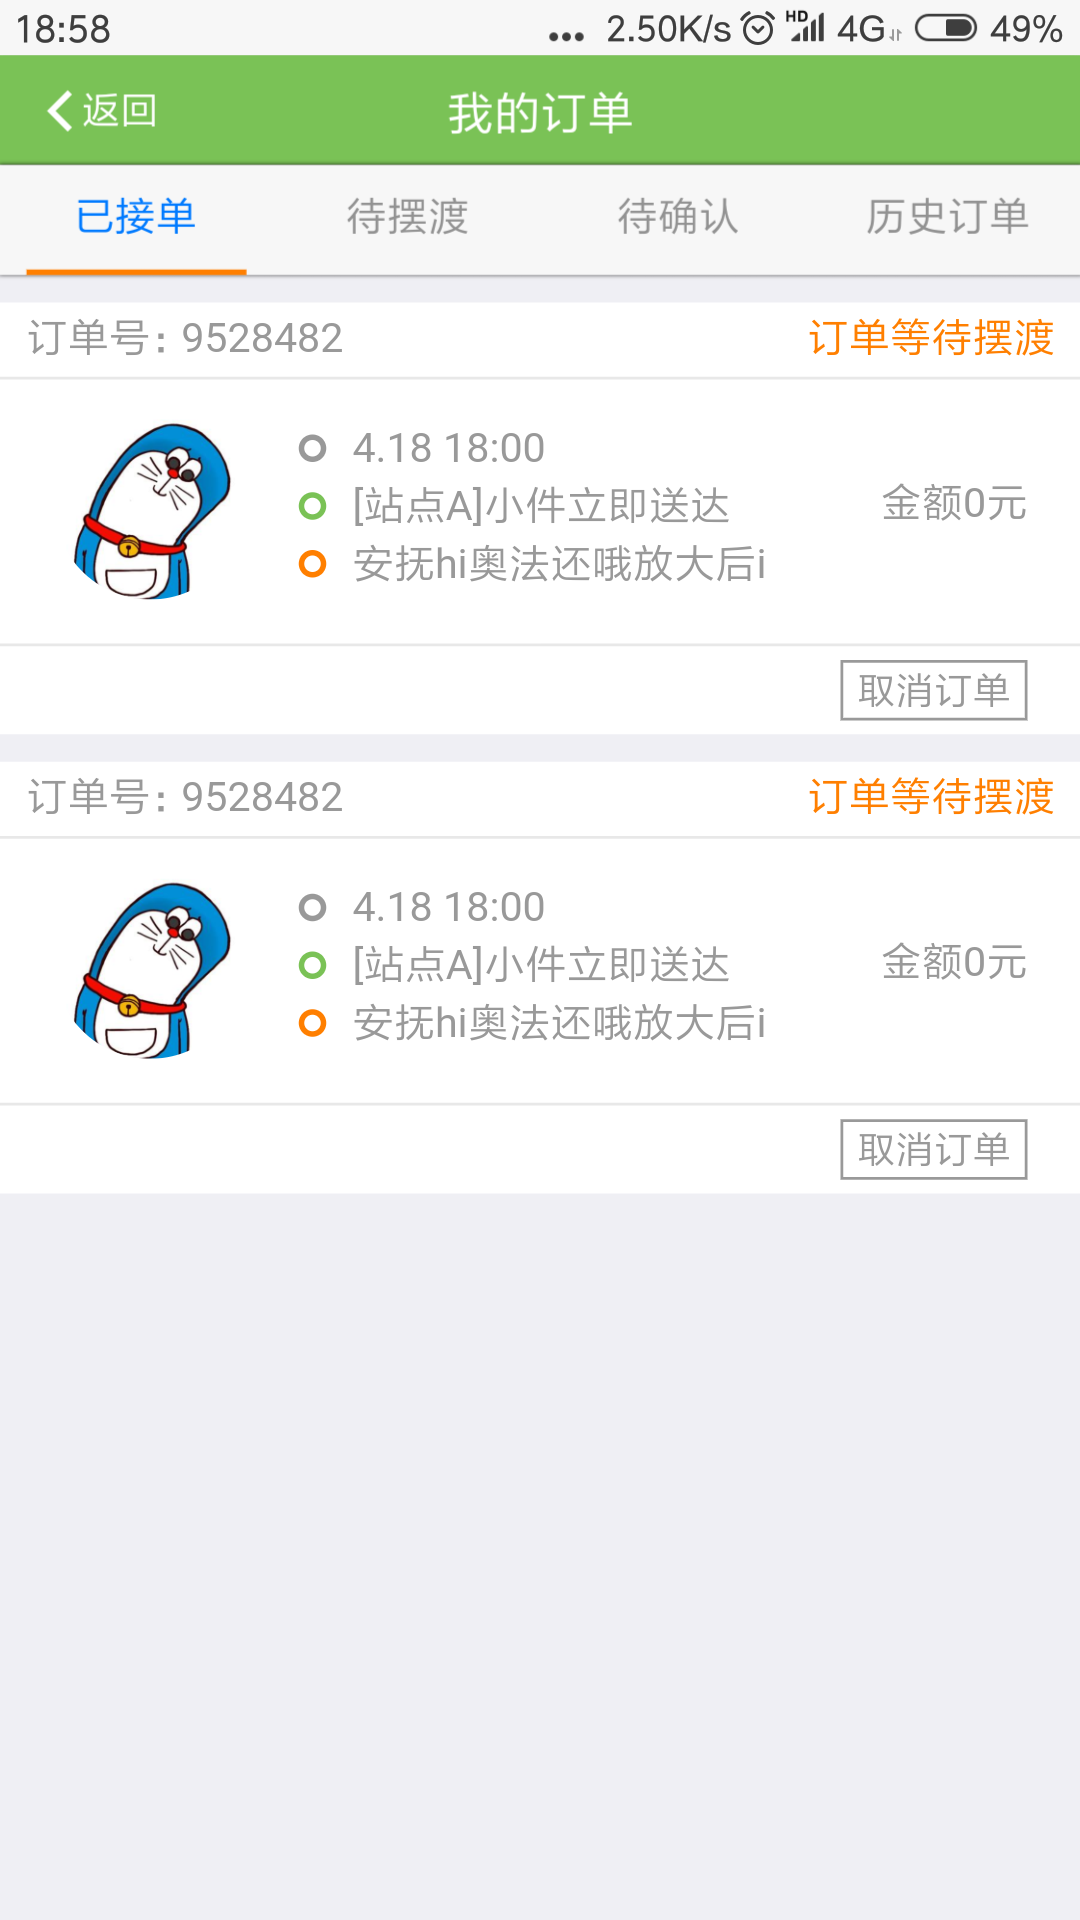 18:58 ... 2.50K/s HD 4G 49%
返回 我的订单
已接单 待摆渡 待确认 历史订单
订单号: 9528482 订单等待摆渡
4.18 18:00
[站点A]小件立即送达 金额0元
安抚hi奥法还哦放大后i
取消订单
订单号: 9528482 订单等待摆渡
4.18 18:00
[站点A]小件立即送达 金额0元
安抚hi奥法还哦放大后i
取消订单